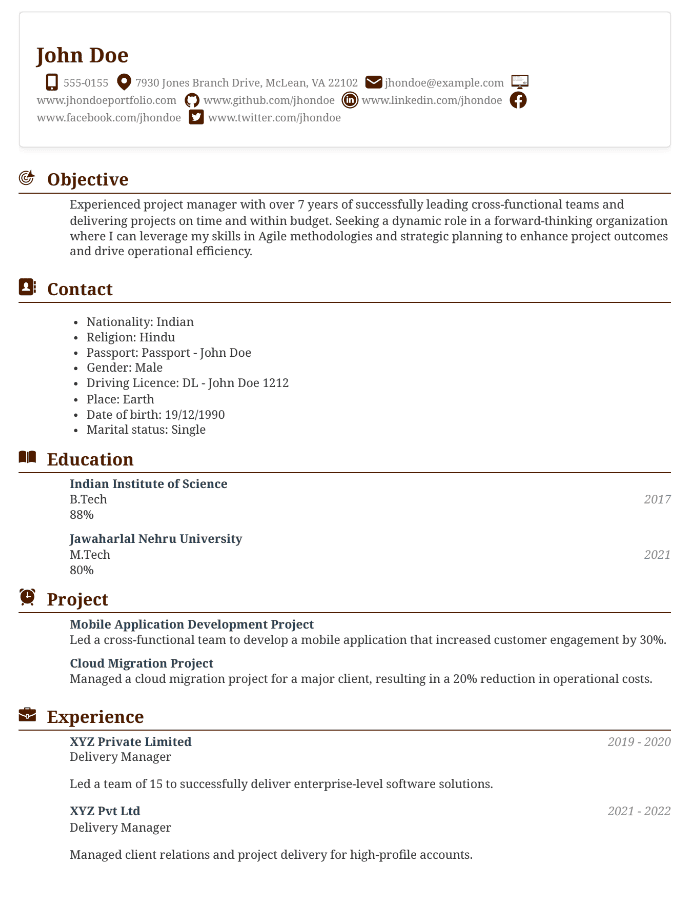 John Doe
555-0155 7930 Jones Branch Drive, McLean, VA 22102 jhondoe@example.com
www.jhondoeportfolio.com www.github.com/jhondoe www.linkedin.com/jhondoe
www.facebook.com/jhondoe www.twitter.com/jhondoe
Objective
Experienced project manager with over 7 years of successfully leading cross-functional teams and
delivering projects on time and within budget. Seeking a dynamic role in a forward-thinking organization
where I can leverage my skills in Agile methodologies and strategic planning to enhance project outcomes
and drive operational efficiency.
Contact
• Nationality: Indian
• Religion: Hindu
• Passport: Passport - John Doe
• Gender: Male
• Driving Licence: DL - John Doe 1212
• Place: Earth
• Date of birth: 19/12/1990
• Marital status: Single
Education
Indian Institute of Science
B.Tech 2017
88%
Jawaharlal Nehru University
M.Tech 2021
80%
Project
Mobile Application Development Project
Led a cross-functional team to develop a mobile application that increased customer engagement by 30%.
Cloud Migration Project
Managed a cloud migration project for a major client, resulting in a 20% reduction in operational costs.
Experience
XYZ Private Limited 2019 - 2020
Delivery Manager
Led a team of 15 to successfully deliver enterprise-level software solutions.
XYZ Pvt Ltd 2021 - 2022
Delivery Manager
Managed client relations and project delivery for high-profile accounts.